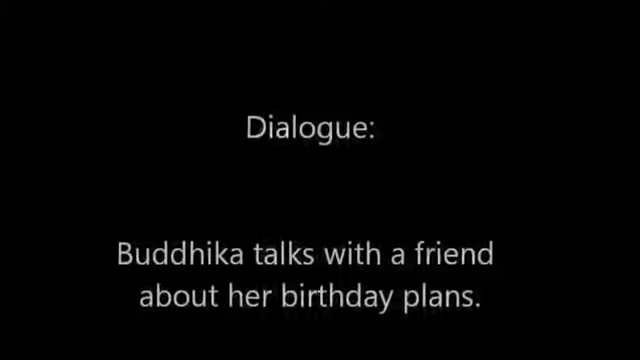 Dialogue:
Buddhika talks with a friend
about her birthday plans.